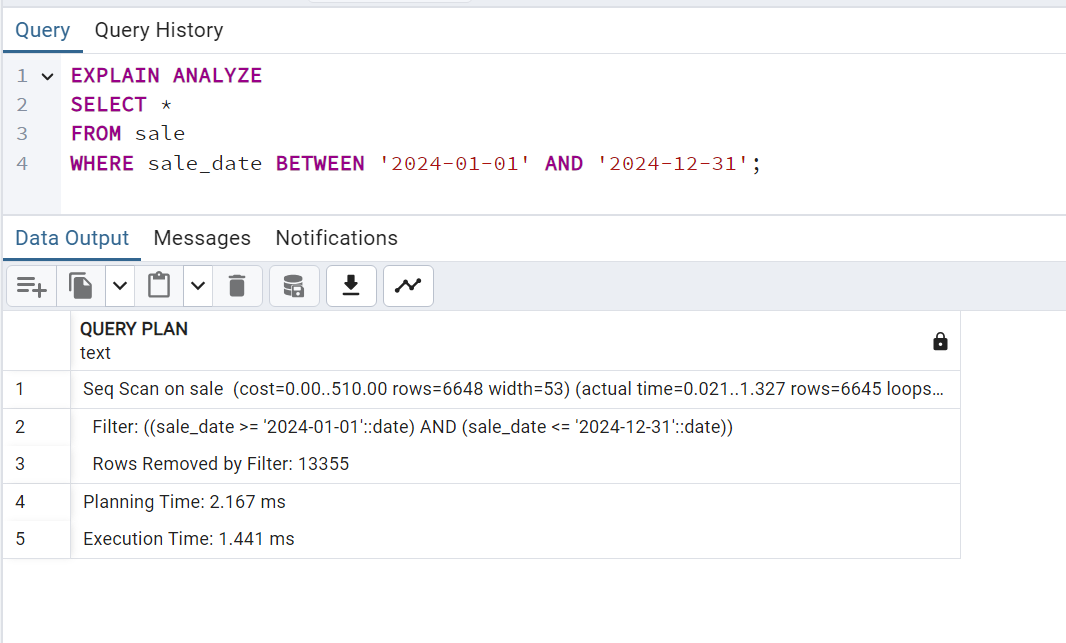 Query Query History
1 EXPLAIN ANALYZE
2 SELECT *
3 FROM sale
4 WHERE sale_date BETWEEN '2024-01-01' AND '2024-12-31';
Data Output Messages Notifications
QUERY PLAN
text
1 Seq Scan on sale (cost=0.00..510.00 rows=6648 width=53) (actual time=0.021..1.327 rows=6645 loops…
2 Filter: ((sale_date >= '2024-01-01'::date) AND (sale_date <= '2024-12-31'::date))
3 Rows Removed by Filter: 13355
4 Planning Time: 2.167 ms
5 Execution Time: 1.441 ms